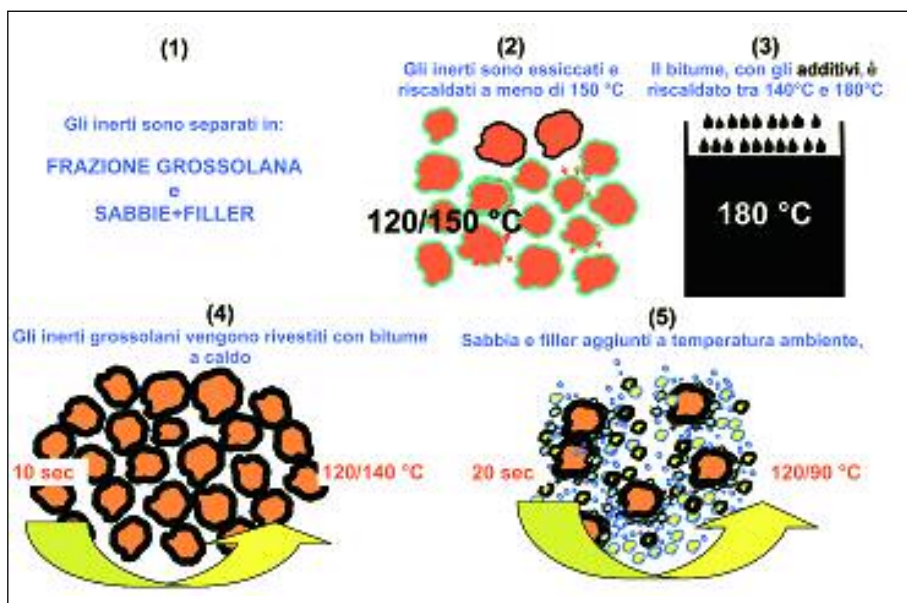 (1)
Gli inerti sono separati in:
FRAZIONE GROSSOLANA
e
SABBIE+FILLER
(2)
Gli inerti sono essiccati e
riscaldati a meno di 150 °C
120/150 °C
(3)
Il bitume, con gli additivi, è
riscaldato tra 140°C e 180°C
180 °C
(4)
Gli inerti grossolani vengono rivestiti con bitume
a caldo
10 sec
120/140 °C
(5)
Sabbia e filler aggiunti a temperatura ambiente,
20 sec
120/90 °C